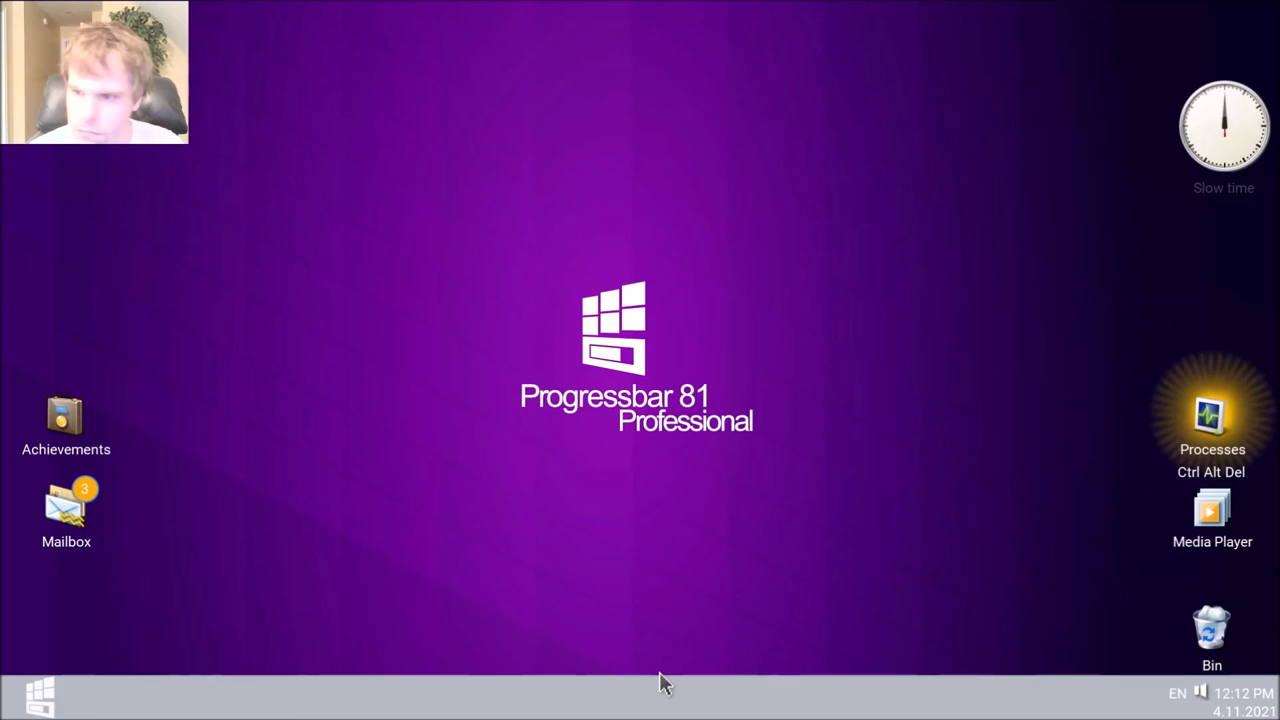 Slow time
Progressbar 81
Professional
Achievements
3
Mailbox
Processes
Ctrl Alt Del
Media Player
Bin
EN
12:12 PM
4.11.2021